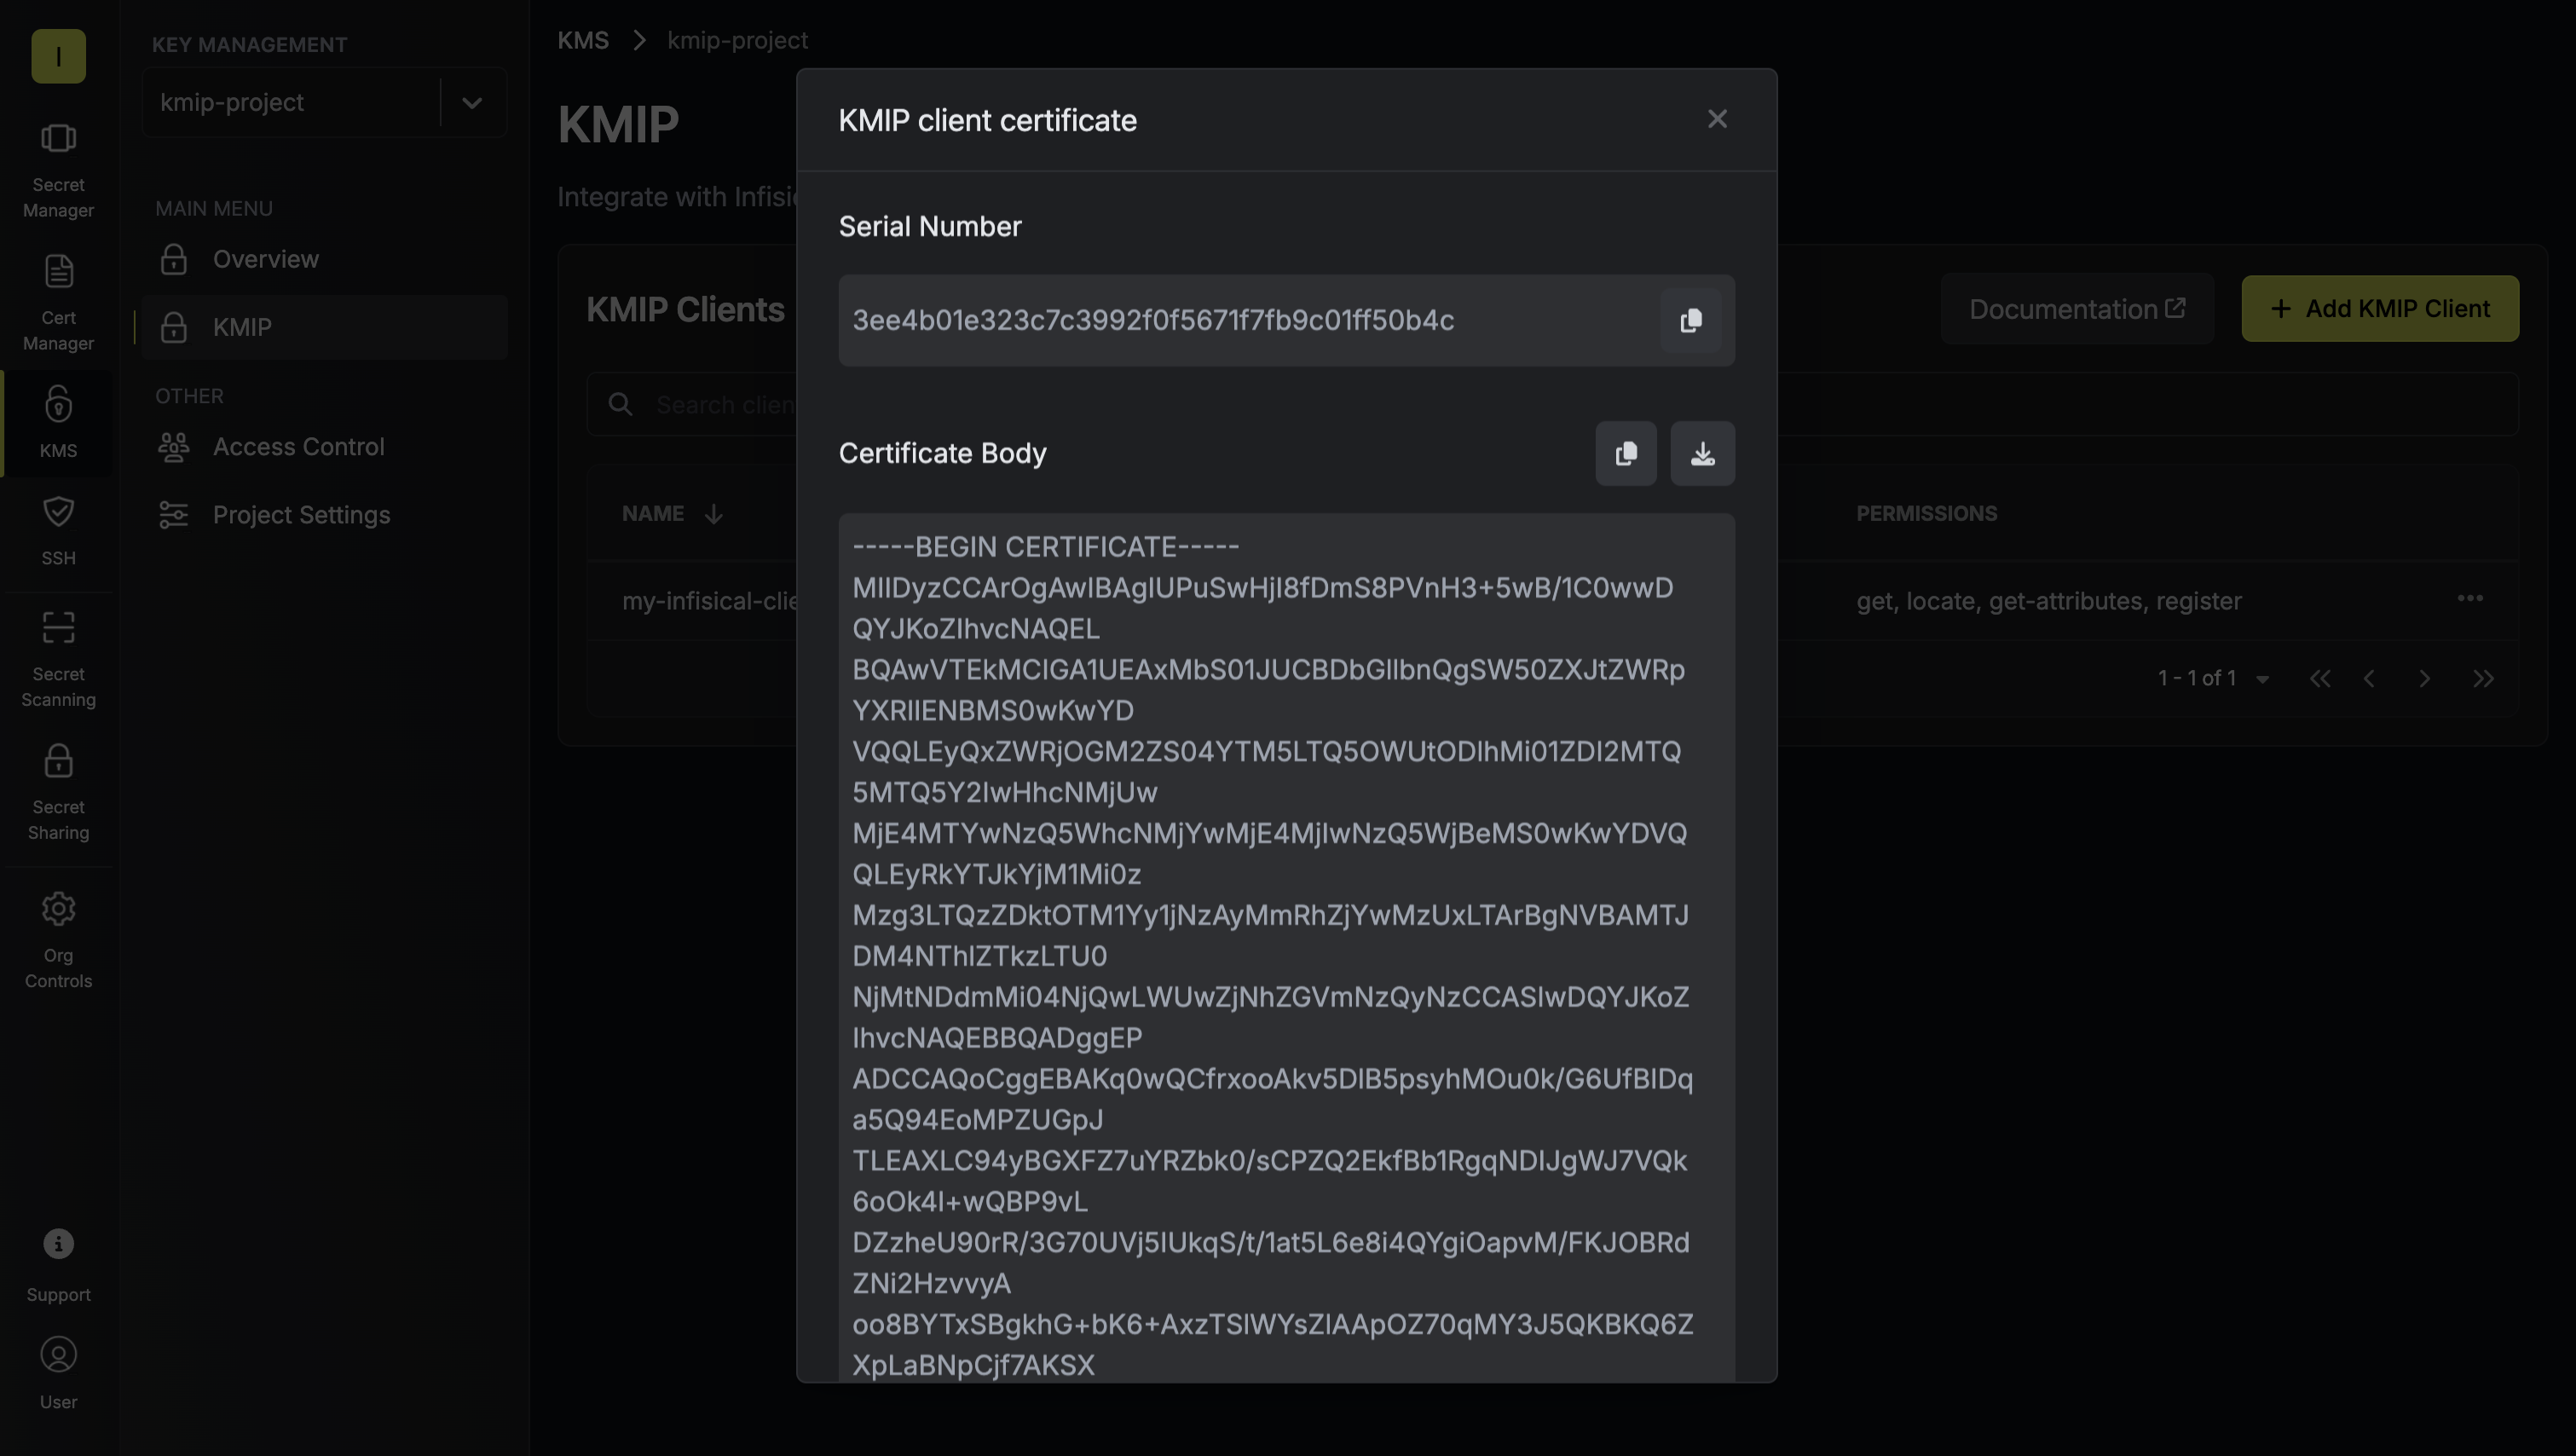 I
Secret
Manager
Cert
Manager
KMS
SSH
Secret
Scanning
Secret
Sharing
Org
Controls
Support
User
KEY MANAGEMENT
kmip-project
MAIN MENU
Overview
KMIP
OTHER
Access Control
Project Settings
KMS > kmip-project
KMIP
Integrate with Infisi
KMIP Clients
Documentation
+ Add KMIP Client
Search clien
NAME
PERMISSIONS
my-infisical-clie
get, locate, get-attributes, register
1 - 1 of 1
KMIP client certificate
Serial Number
3ee4b01e323c7c3992f0f5671f7fb9c01ff50b4c
Certificate Body
-----BEGIN CERTIFICATE-----
MIIDyzCCArOgAwIBAgIUPuSwHjI8fDmS8PVnH3+5wB/1C0wwD
QYJKoZIhvcNAQEL
BQAwVTEkMCIGA1UEAxMbS01JUCBDbGllbnQgSW50ZXJtZWRp
YXRlIENBMS0wKwYD
VQQLEyQxZWRjOGM2ZS04YTM5LTQ5OWUtODlhMi01ZDI2MTQ
5MTQ5Y2IwHhcNMjUw
MjE4MTYwNzQ5WhcNMjYwMjE4MjIwNzQ5WjBeMS0wKwYDVQ
QLEyRkYTJkYjM1Mi0z
Mzg3LTQzZDktOTM1Yy1jNzAyMmRhZjYwMzUxLTArBgNVBAMTJ
DM4NThlZTkzLTU0
NjMtNDdmMi04NjQwLWUwZjNhZGVmNzQyNzCCASIwDQYJKoZ
IhvcNAQEBBQADggEP
ADCCAQoCggEBAKq0wQCfrxooAkv5DIB5psyhMOu0k/G6UfBIDq
a5Q94EoMPZUGpJ
TLEAXLC94yBGXFZ7uYRZbk0/sCPZQ2EkfBb1RgqNDIJgWJ7VQk
6oOk4I+wQBP9vL
DZzheU90rR/3G70UVj5IUkqS/t/1at5L6e8i4QYgiOapvM/FKJOBRd
ZNi2HzvvyA
oo8BYTxSBgkhG+bK6+AxzTSlWYsZlAApOZ70qMY3J5QKBKQ6Z
XpLaBNpCjf7AKSX